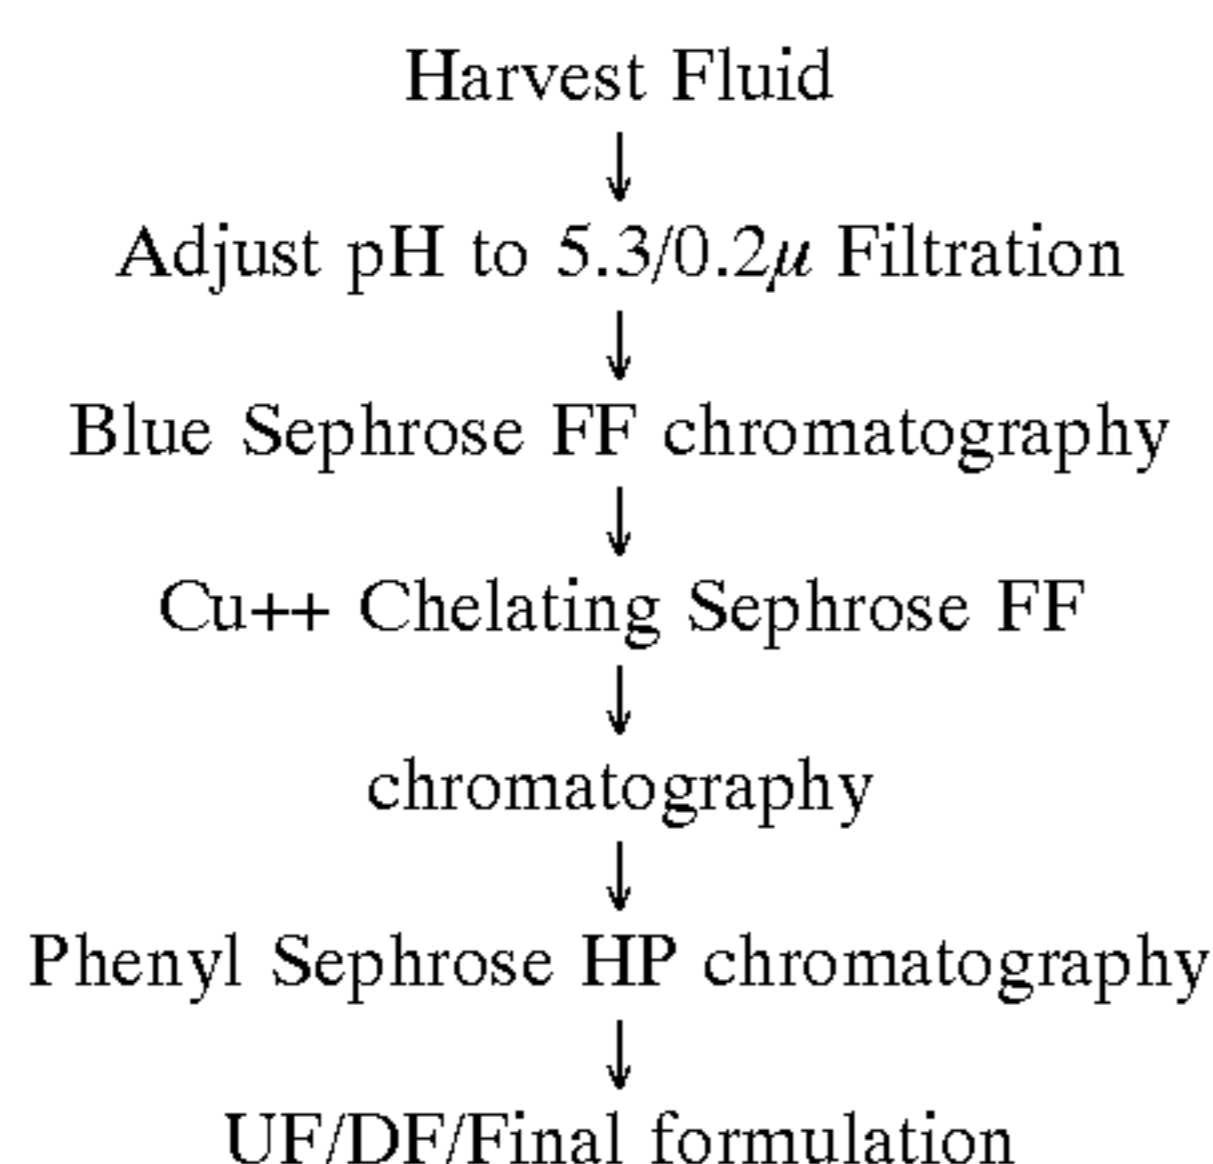 Harvest Fluid
Adjust pH to 5.3/0.2μ Filtration
Blue Sephrose FF chromatography
Cu++ Chelating Sephrose FF
chromatography
Phenyl Sephrose HP chromatography
UF/DF/Final formulation